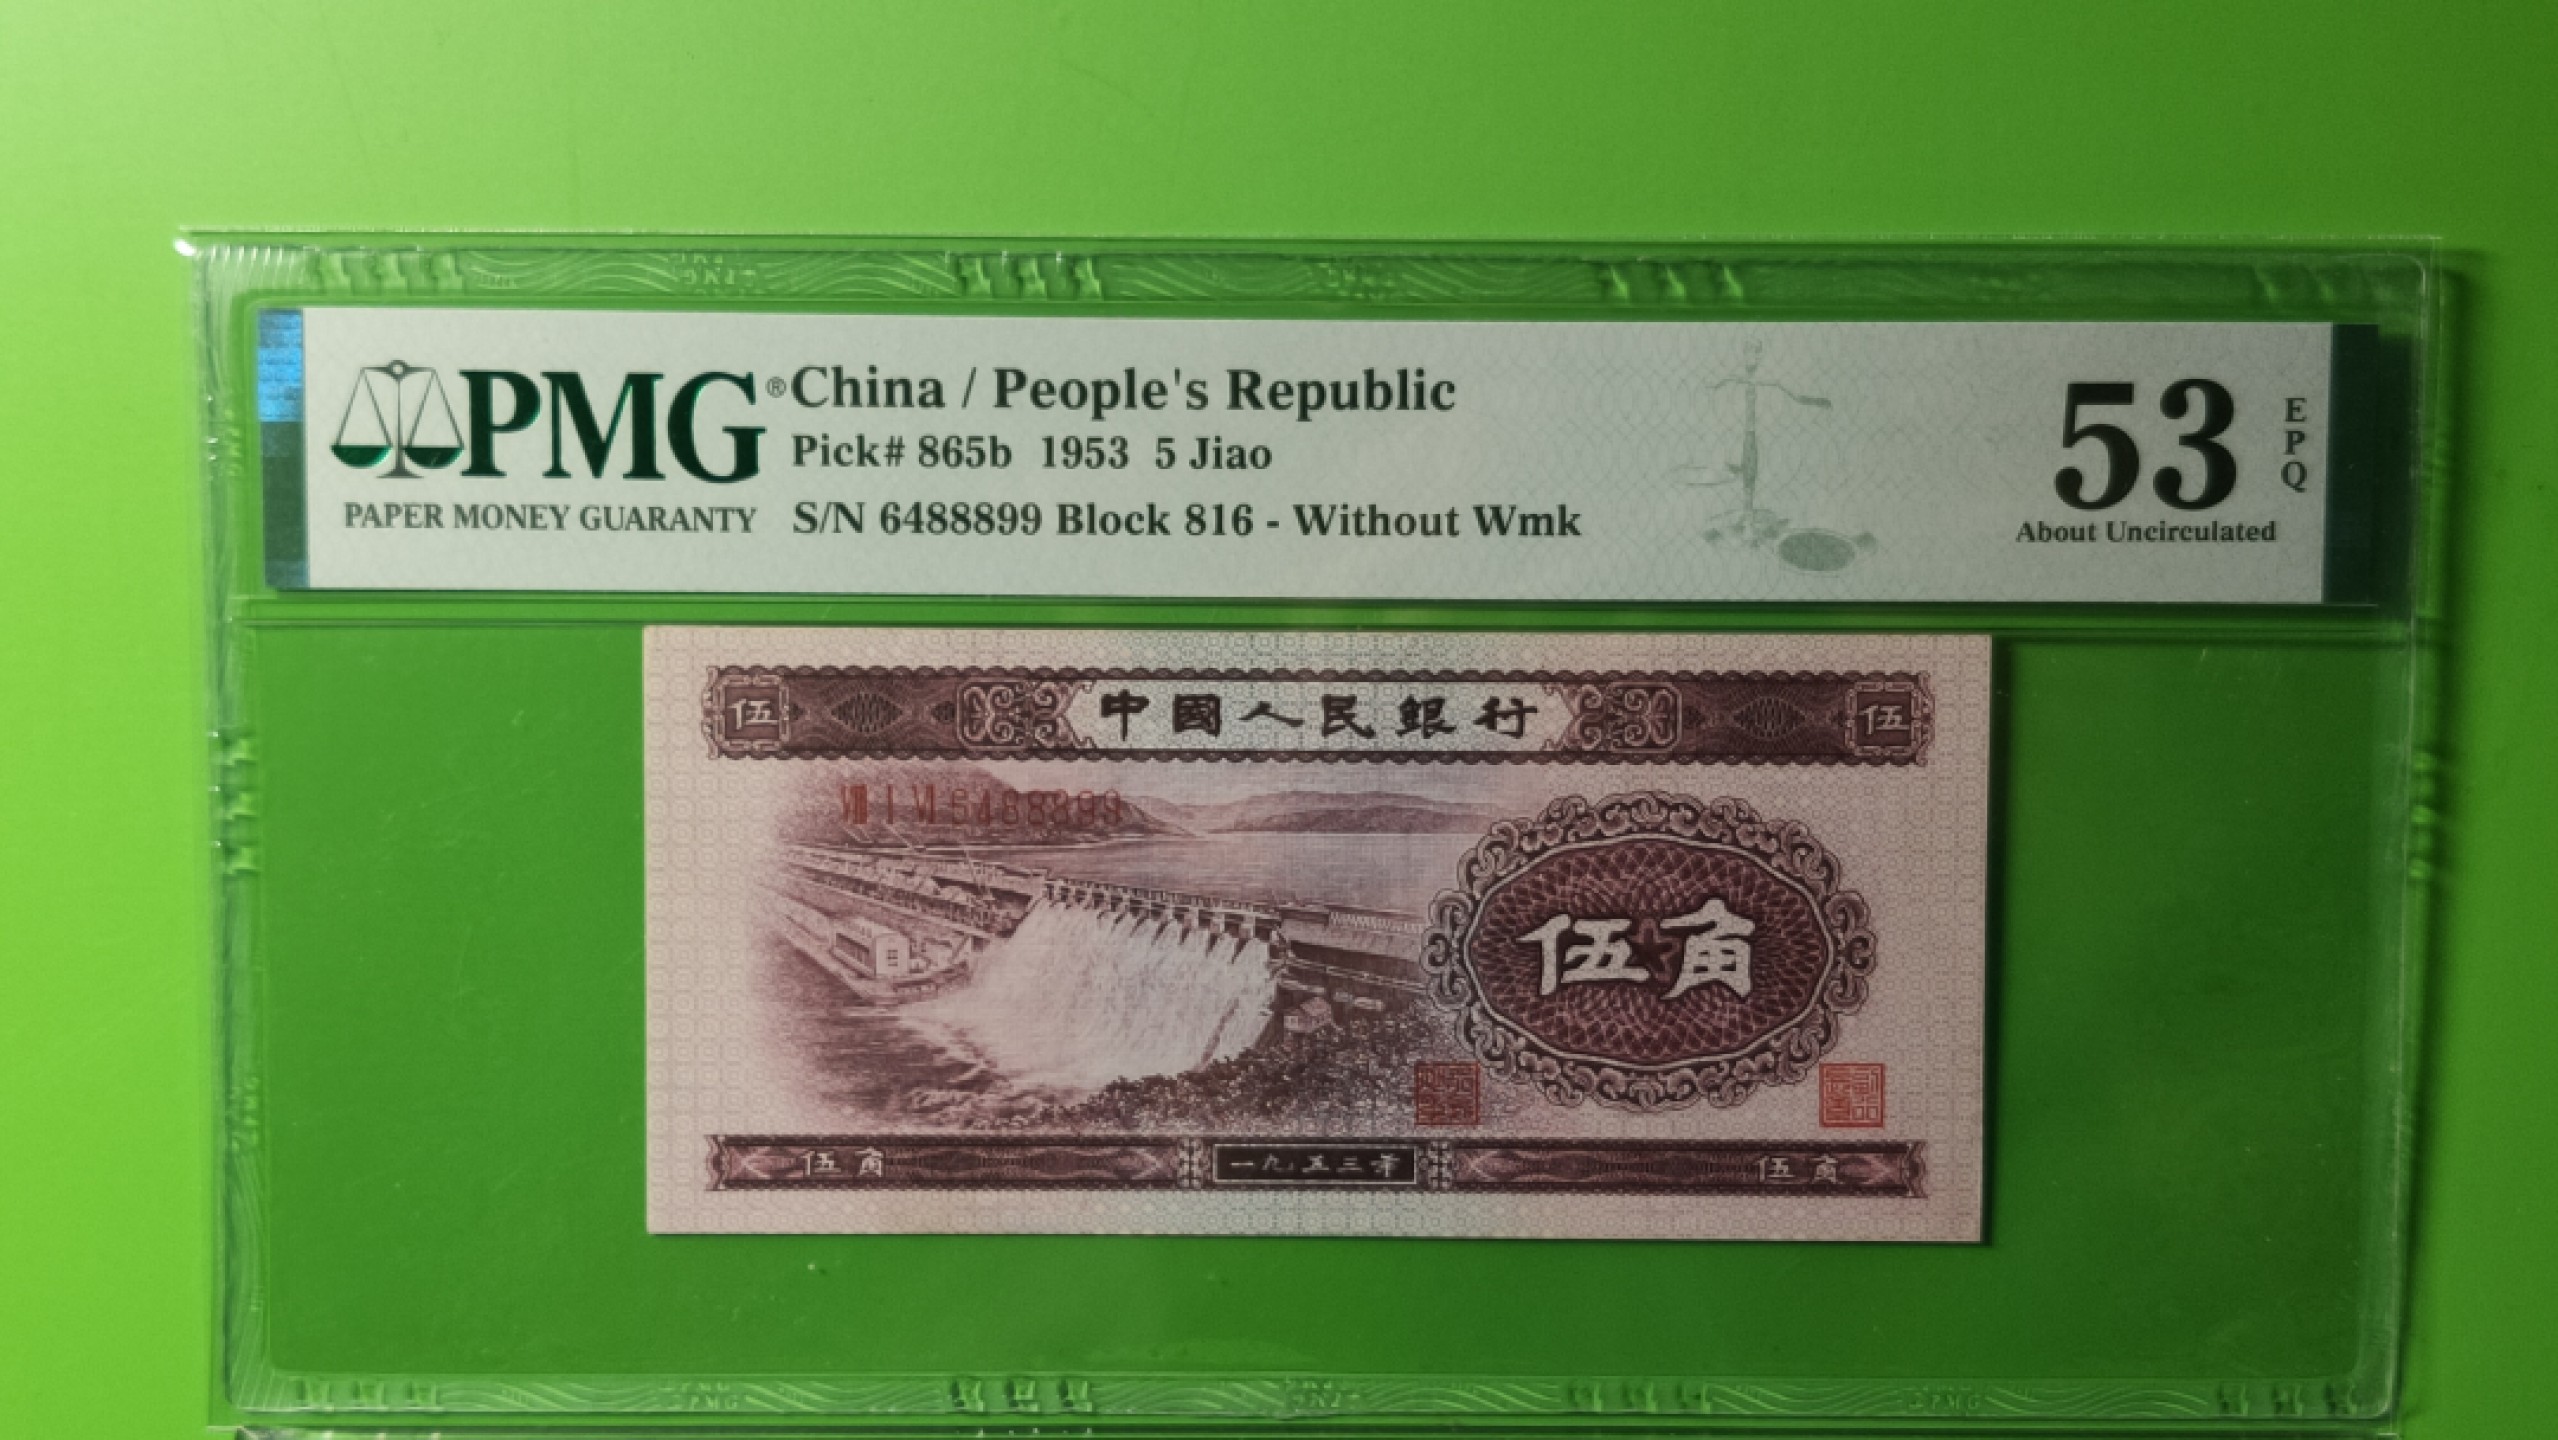 PMG® China / People's Republic
Pick# 865b 1953 5 Jiao
PAPER MONEY GUARANTY
S/N 6488899 Block 816 - Without Wmk
53
EPQ
About Uncirculated
伍 中國人民銀行 伍
VIII I VI 6488899
伍角
伍角 一九五三年 伍角